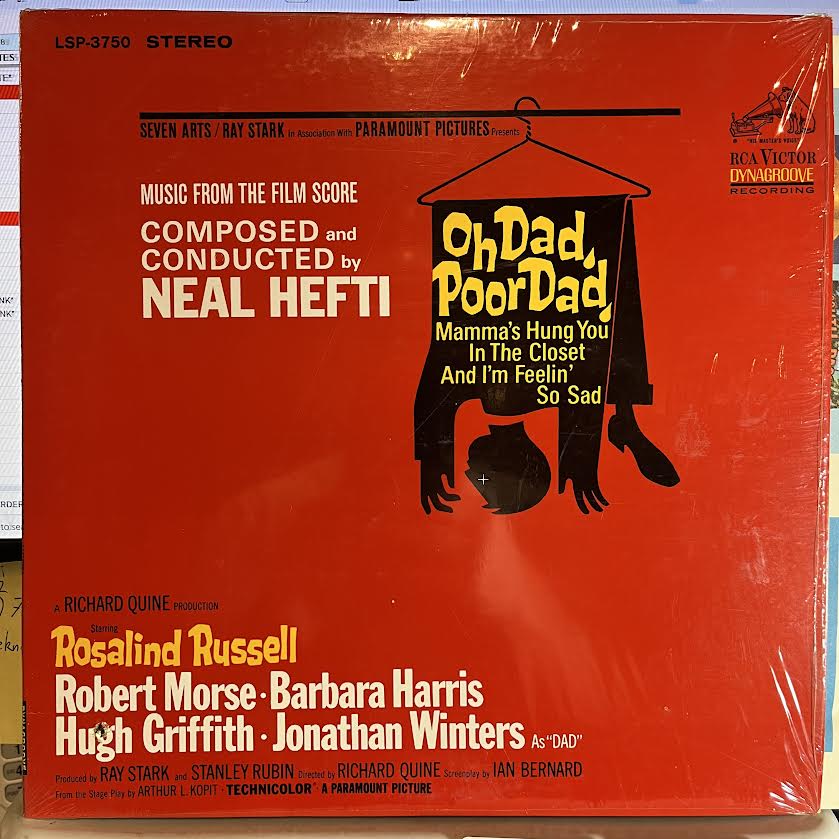 LSP-3750 STEREO
SEVEN ARTS / RAY STARK in Association With PARAMOUNT PICTURES Presents
"HIS MASTER'S VOICE"
RCA VICTOR
DYNAGROOVE
RECORDING
MUSIC FROM THE FILM SCORE
COMPOSED and
CONDUCTED by
NEAL HEFTI
Oh Dad,
Poor Dad,
Mamma's Hung You
In The Closet
And I'm Feelin'
So Sad
A RICHARD QUINE PRODUCTION
Starring
Rosalind Russell
Robert Morse · Barbara Harris
Hugh Griffith · Jonathan Winters As "DAD"
Produced by RAY STARK and STANLEY RUBIN Directed by RICHARD QUINE Screenplay by IAN BERNARD
From the Stage Play by ARTHUR L. KOPIT · TECHNICOLOR® · A PARAMOUNT PICTURE